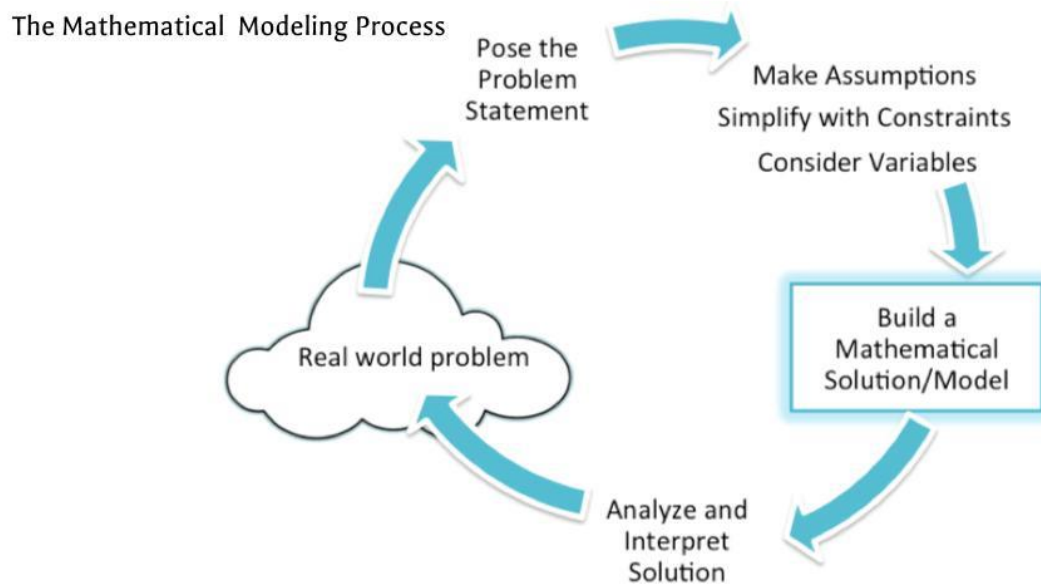 The Mathematical Modeling Process
Pose the
Problem
Statement
Make Assumptions
Simplify with Constraints
Consider Variables
Build a
Mathematical
Solution/Model
Analyze and
Interpret
Solution
Real world problem